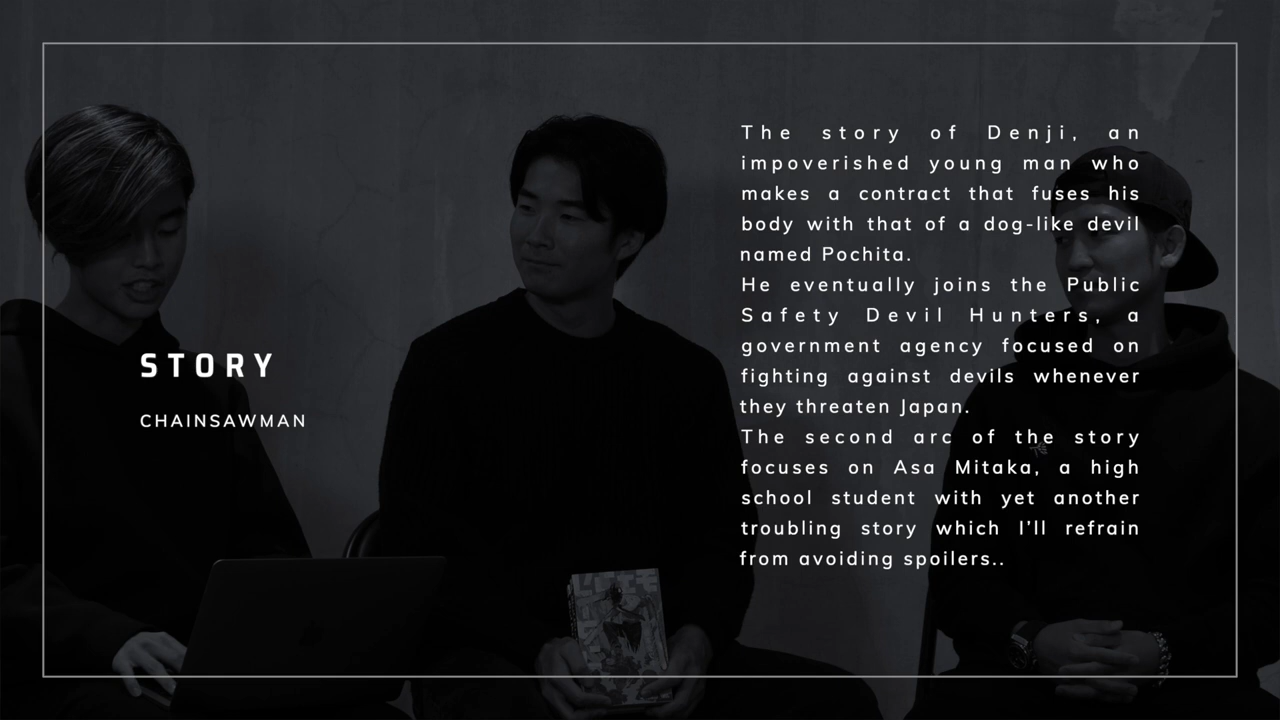 STORY
CHAINSAWMAN
The story of Denji, an
impoverished young man who
makes a contract that fuses his
body with that of a dog-like devil
named Pochita.
He eventually joins the Public
Safety Devil Hunters, a
government agency focused on
fighting against devils whenever
they threaten Japan.
The second arc of the story
focuses on Asa Mitaka, a high
school student with yet another
troubling story which I'll refrain
from avoiding spoilers..